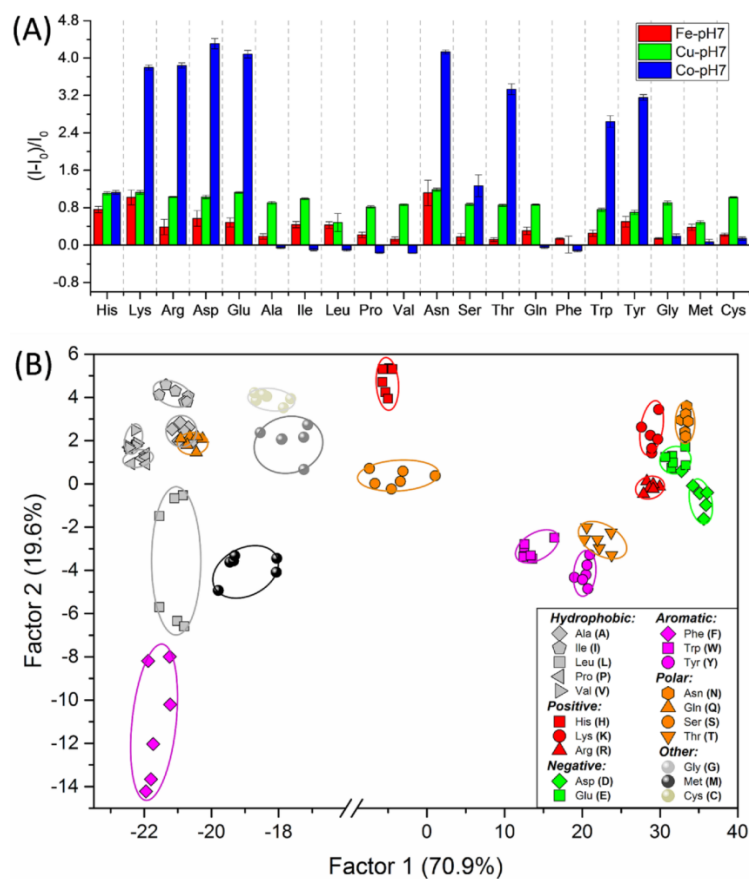 (A)
(I-I0)/I0
4.8
4.0
3.2
2.4
1.6
0.8
0.0
-0.8
Fe-pH7
Cu-pH7
Co-pH7
His Lys Arg Asp Glu Ala Ile Leu Pro Val Asn Ser Thr Gln Phe Trp Tyr Gly Met Cys
(B)
Factor 2 (19.6%)
6
4
2
0
-2
-4
-6
-8
-10
-12
-14
Hydrophobic:
Ala (A)
Ile (I)
Leu (L)
Pro (P)
Val (V)
Positive:
His (H)
Lys (K)
Arg (R)
Negative:
Asp (D)
Glu (E)
Aromatic:
Phe (F)
Trp (W)
Tyr (Y)
Polar:
Asn (N)
Gln (Q)
Ser (S)
Thr (T)
Other:
Gly (G)
Met (M)
Cys (C)
-22 -20 -18 0 10 20 30 40
Factor 1 (70.9%)